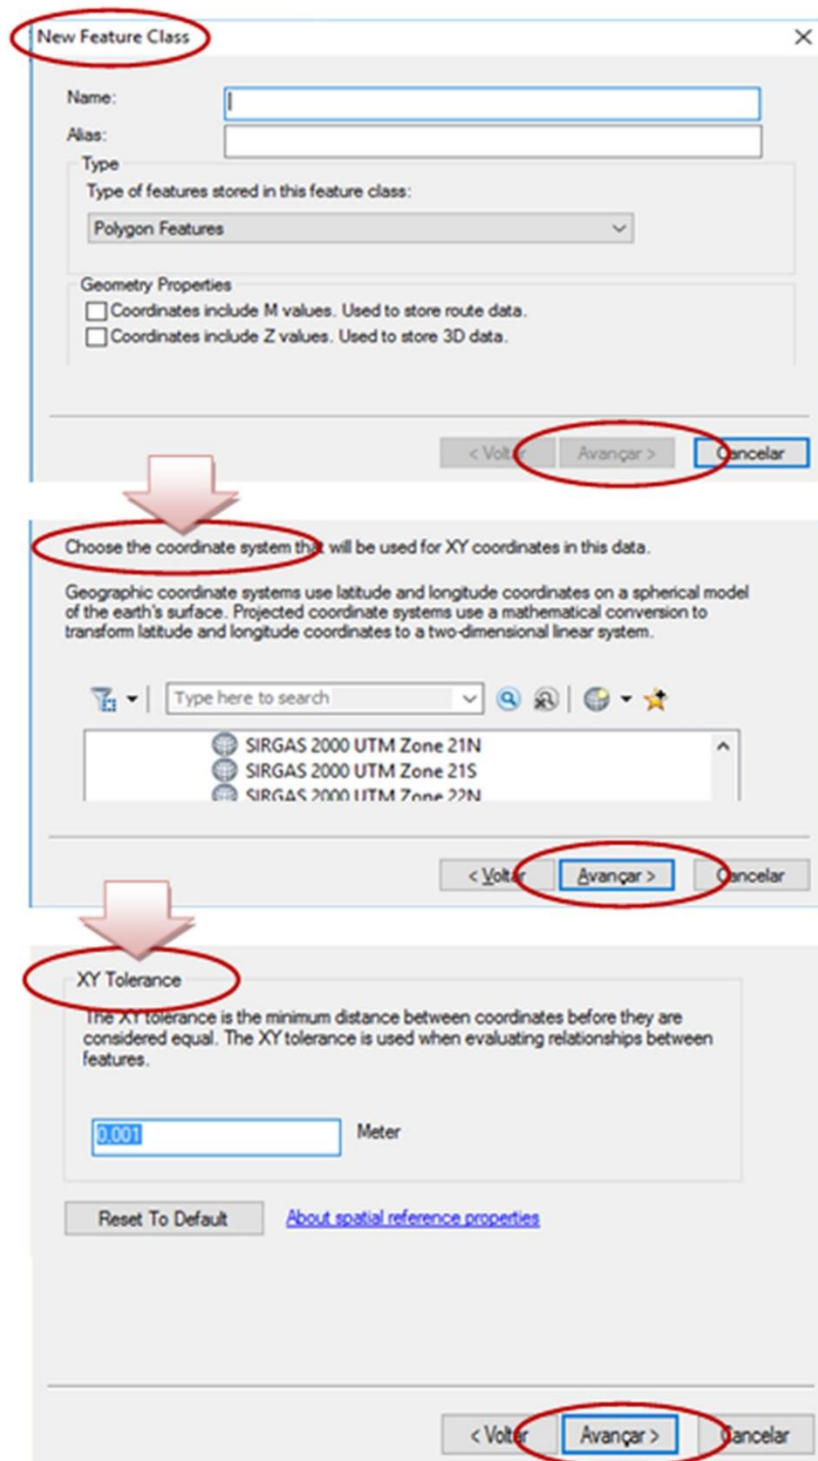 New Feature Class
Name:
Alias:
Type
Type of features stored in this feature class:
Polygon Features
Geometry Properties
Coordinates include M values. Used to store route data.
Coordinates include Z values. Used to store 3D data.
< Voltar Avançar > Cancelar
Choose the coordinate system that will be used for XY coordinates in this data.
Geographic coordinate systems use latitude and longitude coordinates on a spherical model
of the earth's surface. Projected coordinate systems use a mathematical conversion to
transform latitude and longitude coordinates to a two-dimensional linear system.
Type here to search
SIRGAS 2000 UTM Zone 21N
SIRGAS 2000 UTM Zone 21S
SIRGAS 2000 UTM Zone 22N
< Voltar Avançar > Cancelar
XY Tolerance
The XY tolerance is the minimum distance between coordinates before they are
considered equal. The XY tolerance is used when evaluating relationships between
features.
0,001 Meter
Reset To Default About spatial reference properties
< Voltar Avançar > Cancelar